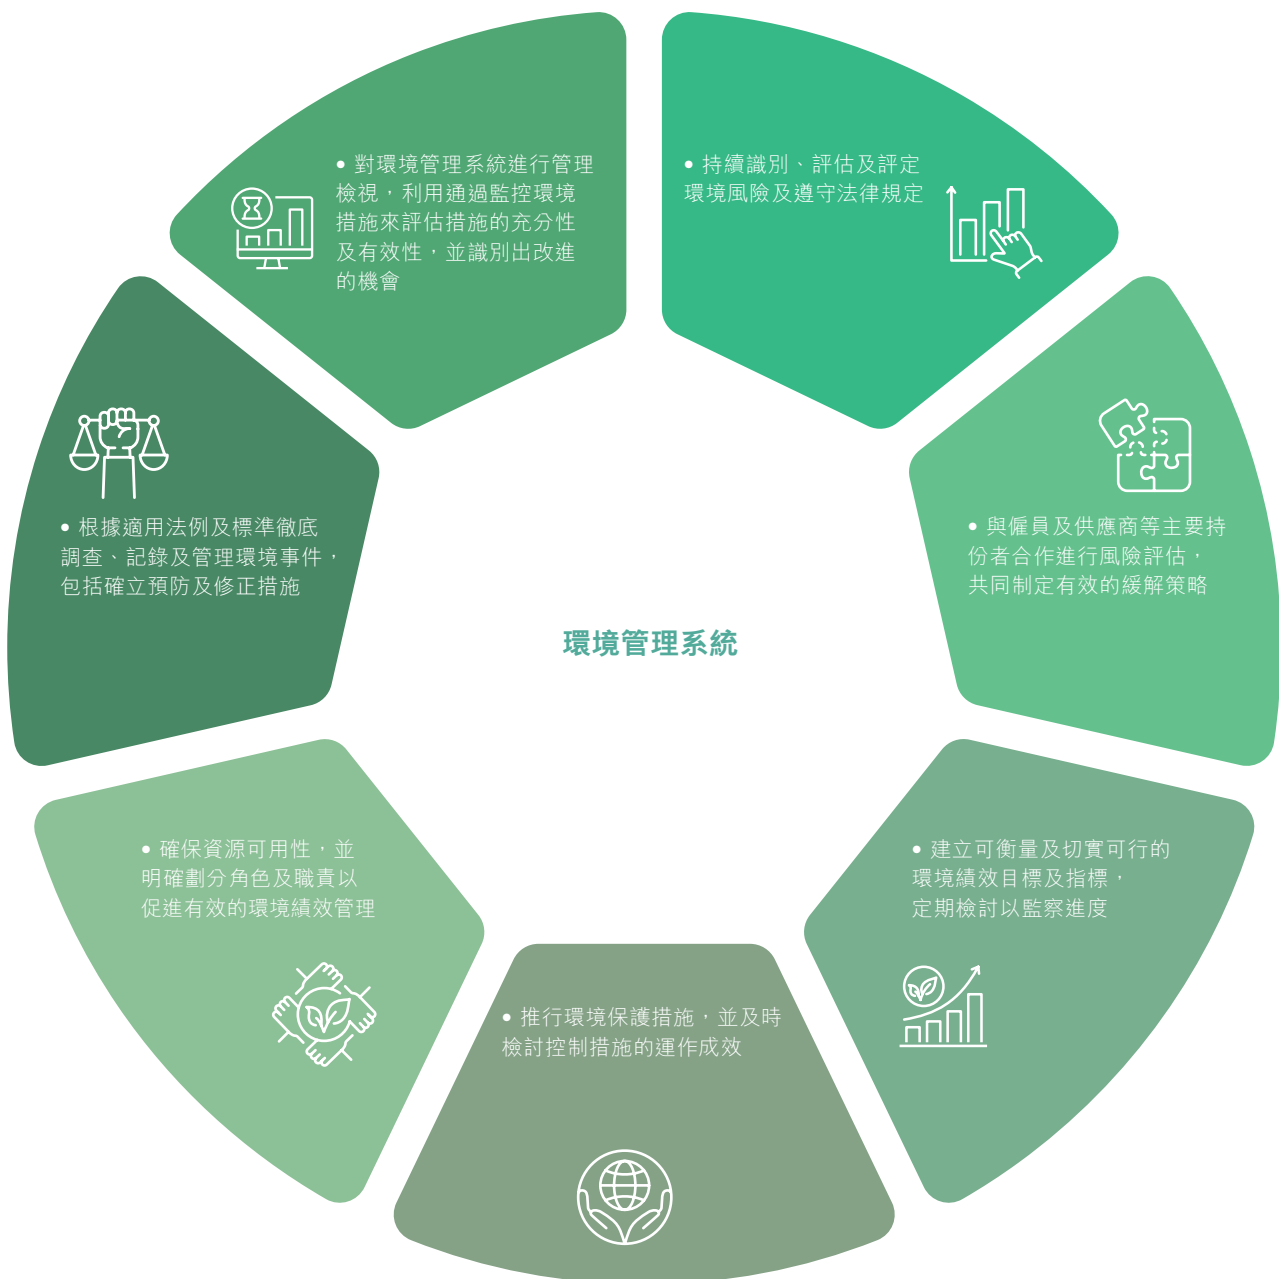 • 對環境管理系統進行管理
檢視，利用通過監控環境
措施來評估措施的充分性
及有效性，並識別出改進
的機會
• 持續識別、評估及評定
環境風險及遵守法律規定
• 根據適用法例及標準徹底
調查、記錄及管理環境事件，
包括確立預防及修正措施
• 與僱員及供應商等主要持
份者合作進行風險評估，
共同制定有效的緩解策略
環境管理系統
• 確保資源可用性，並
明確劃分角色及職責以
促進有效的環境績效管理
• 建立可衡量及切實可行的
環境績效目標及指標，
定期檢討以監察進度
• 推行環境保護措施，並及時
檢討控制措施的運作成效